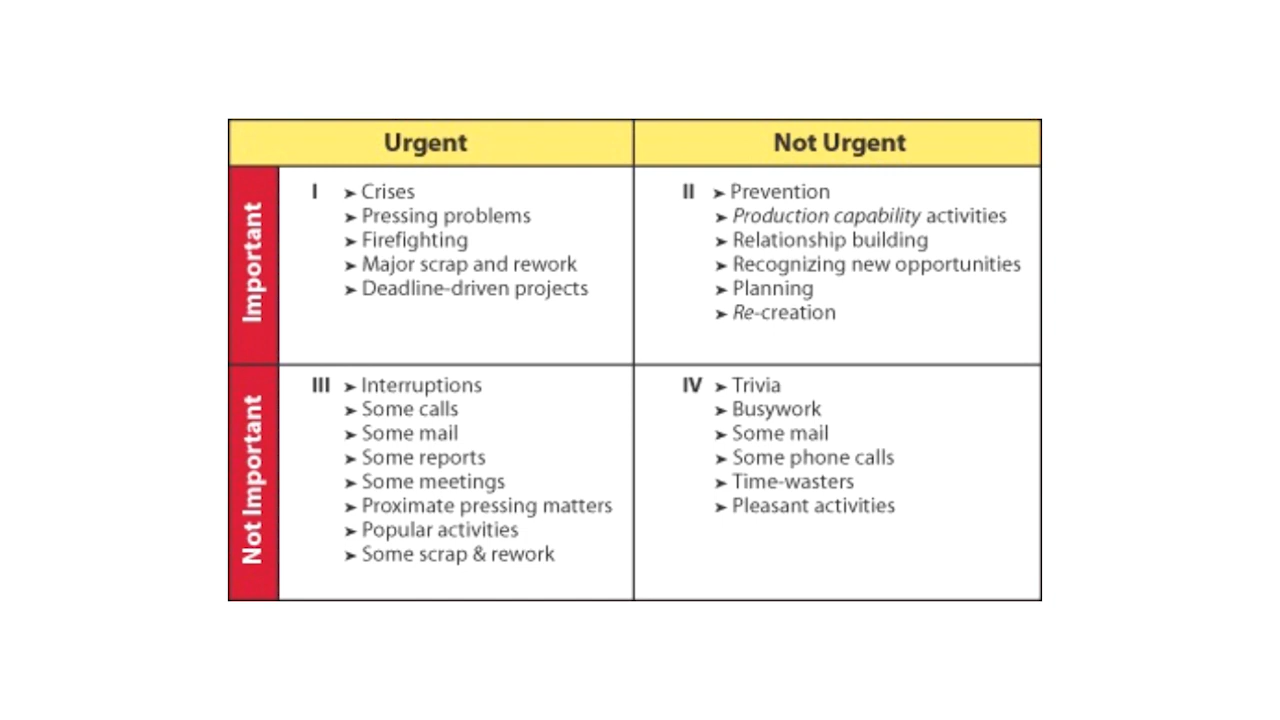 Urgent
Not Urgent
Important
I ➤ Crises
➤ Pressing problems
➤ Firefighting
➤ Major scrap and rework
➤ Deadline-driven projects
II ➤ Prevention
➤ Production capability activities
➤ Relationship building
➤ Recognizing new opportunities
➤ Planning
➤ Re-creation
Not Important
III ➤ Interruptions
➤ Some calls
➤ Some mail
➤ Some reports
➤ Some meetings
➤ Proximate pressing matters
➤ Popular activities
➤ Some scrap & rework
IV ➤ Trivia
➤ Busywork
➤ Some mail
➤ Some phone calls
➤ Time-wasters
➤ Pleasant activities